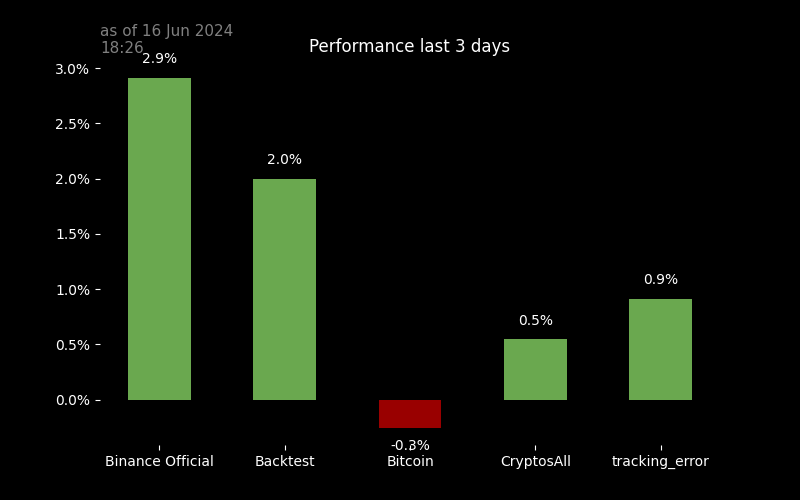 as of 16 Jun 2024
18:26
Performance last 3 days
3.0%
2.5%
2.0%
1.5%
1.0%
0.5%
0.0%
2.9%
2.0%
-0.3%
0.5%
0.9%
Binance Official
Backtest
Bitcoin
CryptosAll
tracking_error